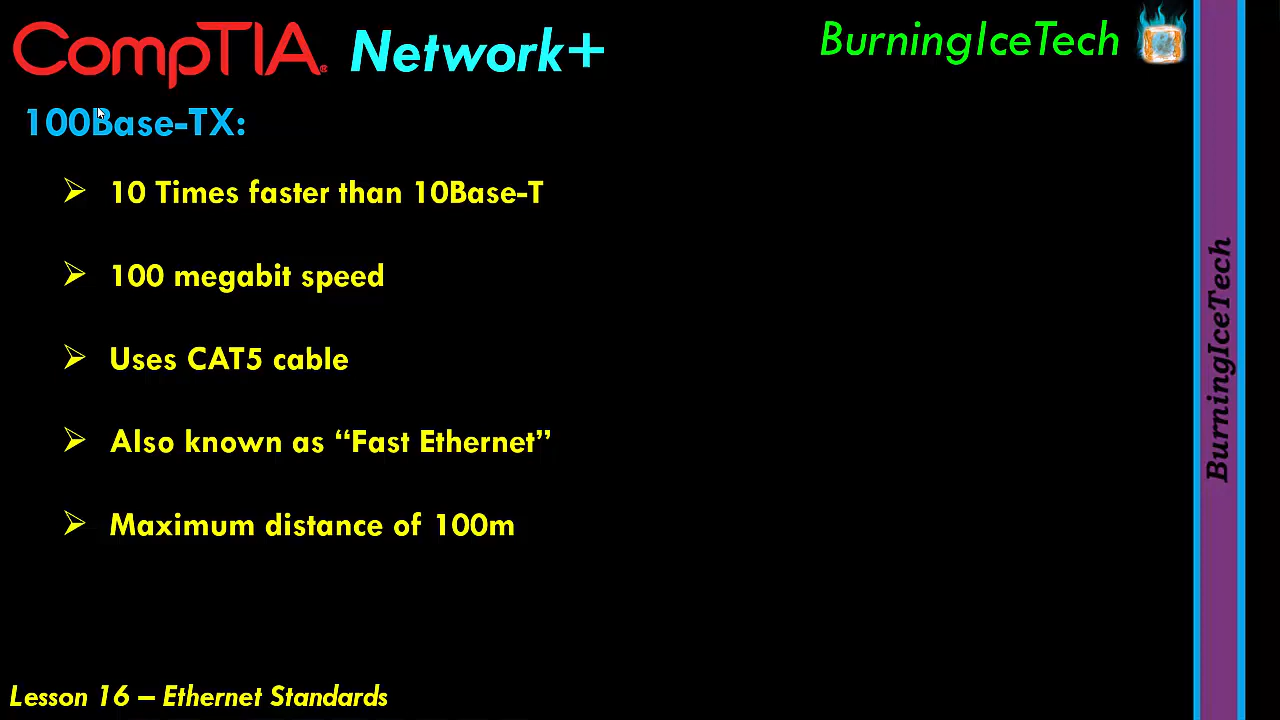 CompTIA® Network+
BurningIceTech
100Base-TX:
10 Times faster than 10Base-T
100 megabit speed
Uses CAT5 cable
Also known as “Fast Ethernet”
Maximum distance of 100m
BurningIceTech
Lesson 16 – Ethernet Standards